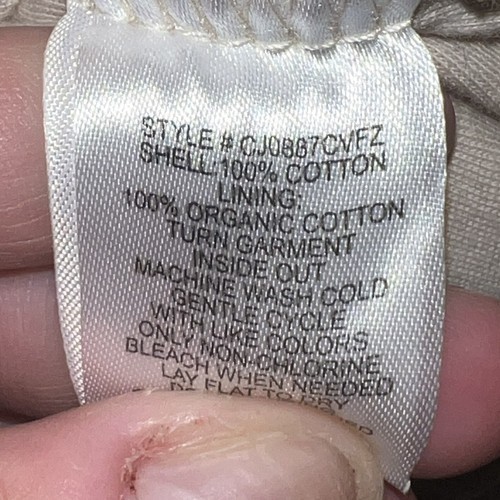 STYLE # CJ0887CVFZ
SHELL:100% COTTON
LINING:
100% ORGANIC COTTON
TURN GARMENT
INSIDE OUT
MACHINE WASH COLD
GENTLE CYCLE
WITH LIKE COLORS
ONLY NON-CHLORINE
BLEACH WHEN NEEDED
LAY
FLAT TO DRY